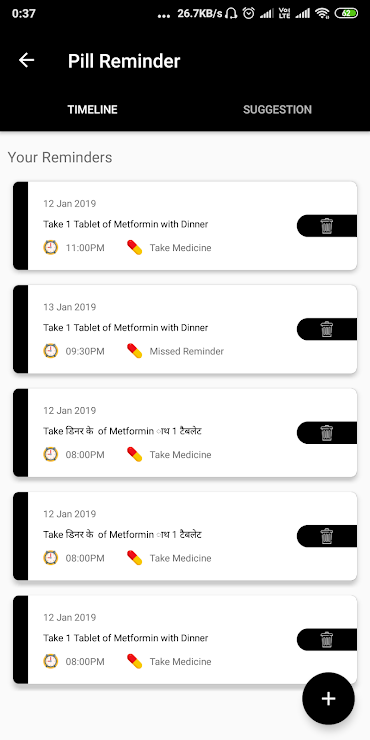 0:37 ... 26.7KB/s Vo LTE 62
Pill Reminder
TIMELINE SUGGESTION
Your Reminders
12 Jan 2019
Take 1 Tablet of Metformin with Dinner
11:00PM Take Medicine
13 Jan 2019
Take 1 Tablet of Metformin with Dinner
09:30PM Missed Reminder
12 Jan 2019
Take डिनर के of Metformin ाथ 1 टैबलेट
08:00PM Take Medicine
12 Jan 2019
Take डिनर के of Metformin ाथ 1 टैबलेट
08:00PM Take Medicine
12 Jan 2019
Take 1 Tablet of Metformin with Dinner
08:00PM Take Medicine
+